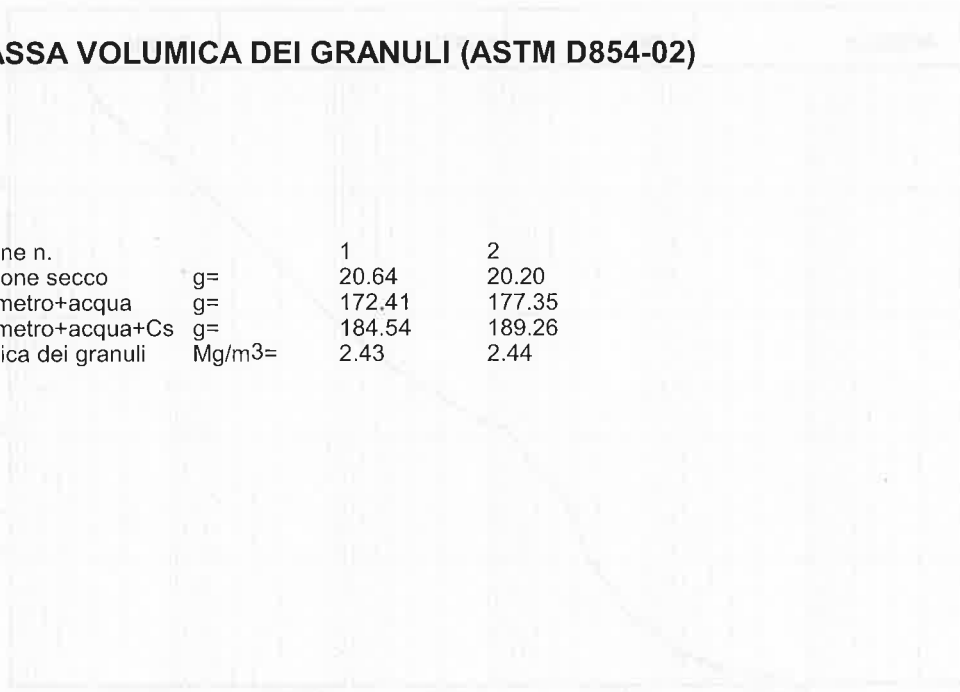 ASSA VOLUMICA DEI GRANULI (ASTM D854-02)
ne n. 1 2
one secco g= 20.64 20.20
metro+acqua g= 172.41 177.35
metro+acqua+Cs g= 184.54 189.26
ica dei granuli Mg/m3= 2.43 2.44